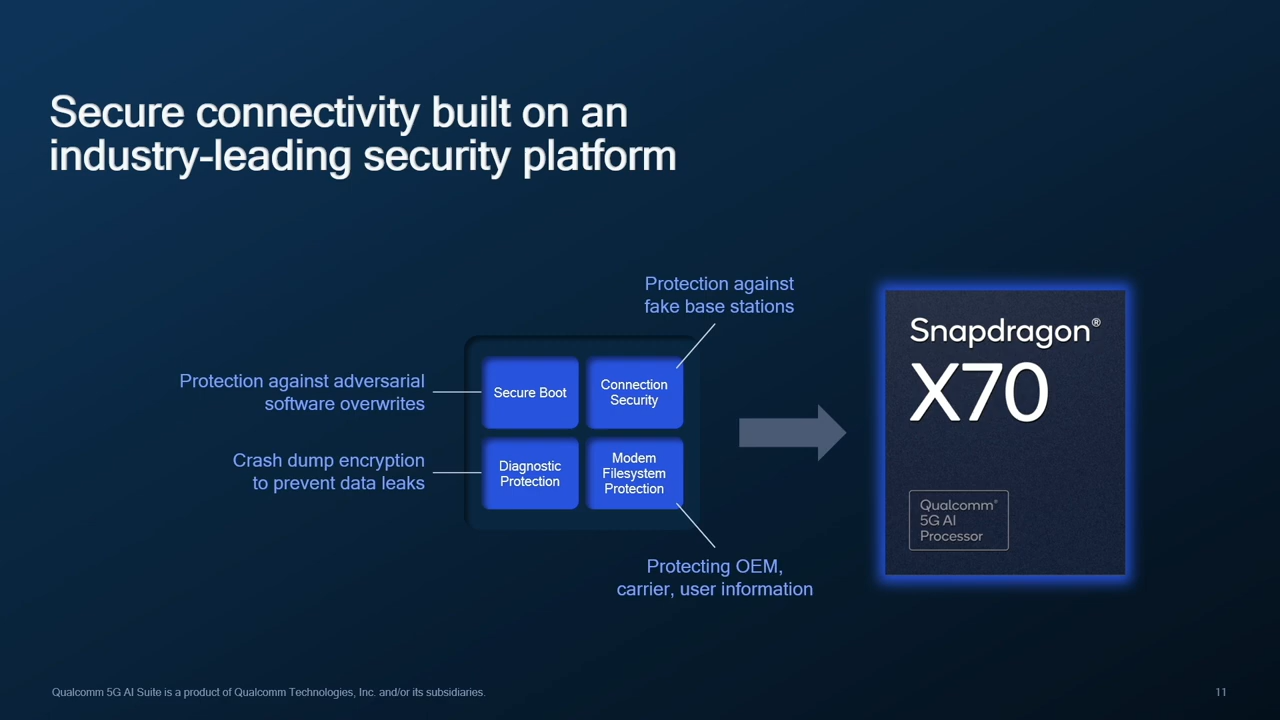 Secure connectivity built on an
industry-leading security platform
Protection against
fake base stations
Protection against adversarial
software overwrites
Secure Boot
Connection
Security
Crash dump encryption
to prevent data leaks
Diagnostic
Protection
Modem
Filesystem
Protection
Protecting OEM,
carrier, user information
Snapdragon®
X70
Qualcomm®
5G AI
Processor
Qualcomm 5G AI Suite is a product of Qualcomm Technologies, Inc. and/or its subsidiaries.
11